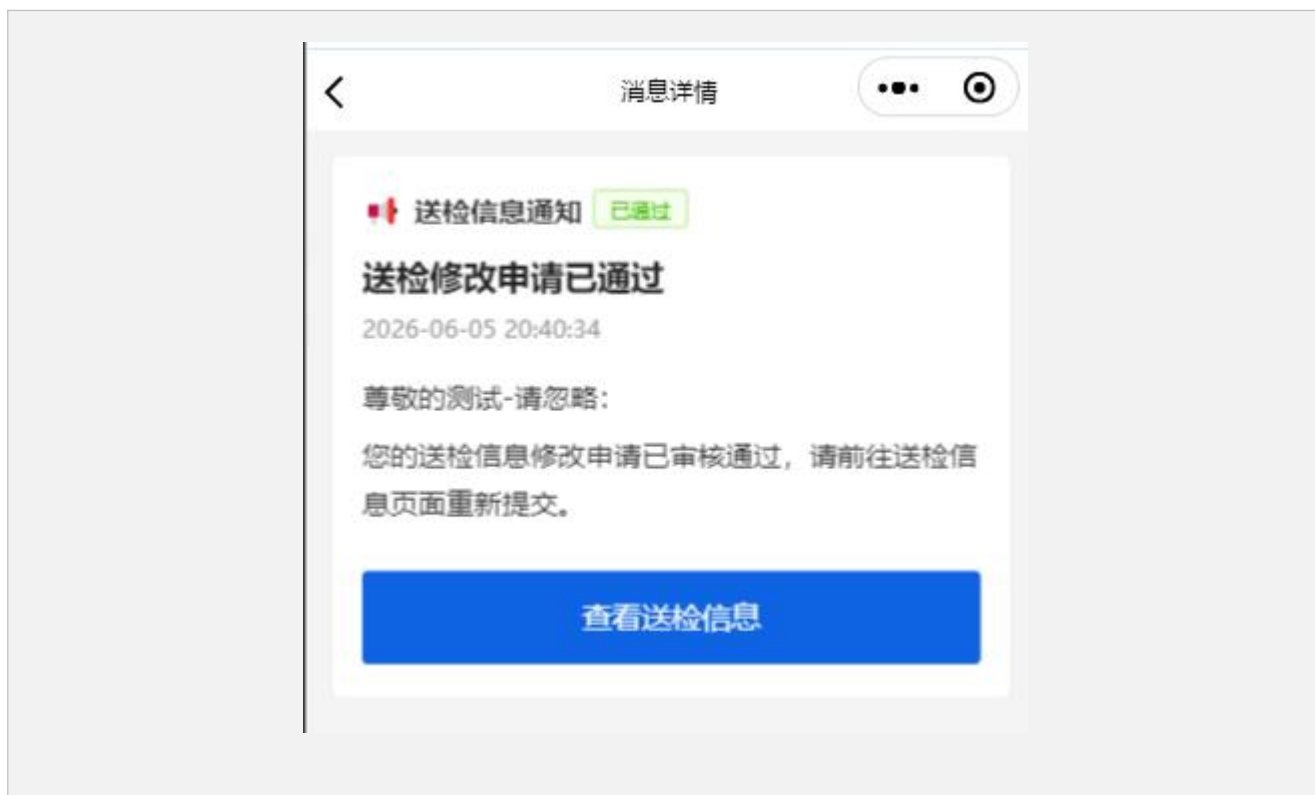 消息详情
送检信息通知 已通过
送检修改申请已通过
2026-06-05 20:40:34
尊敬的测试-请忽略：
您的送检信息修改申请已审核通过，请前往送检信
息页面重新提交。
查看送检信息